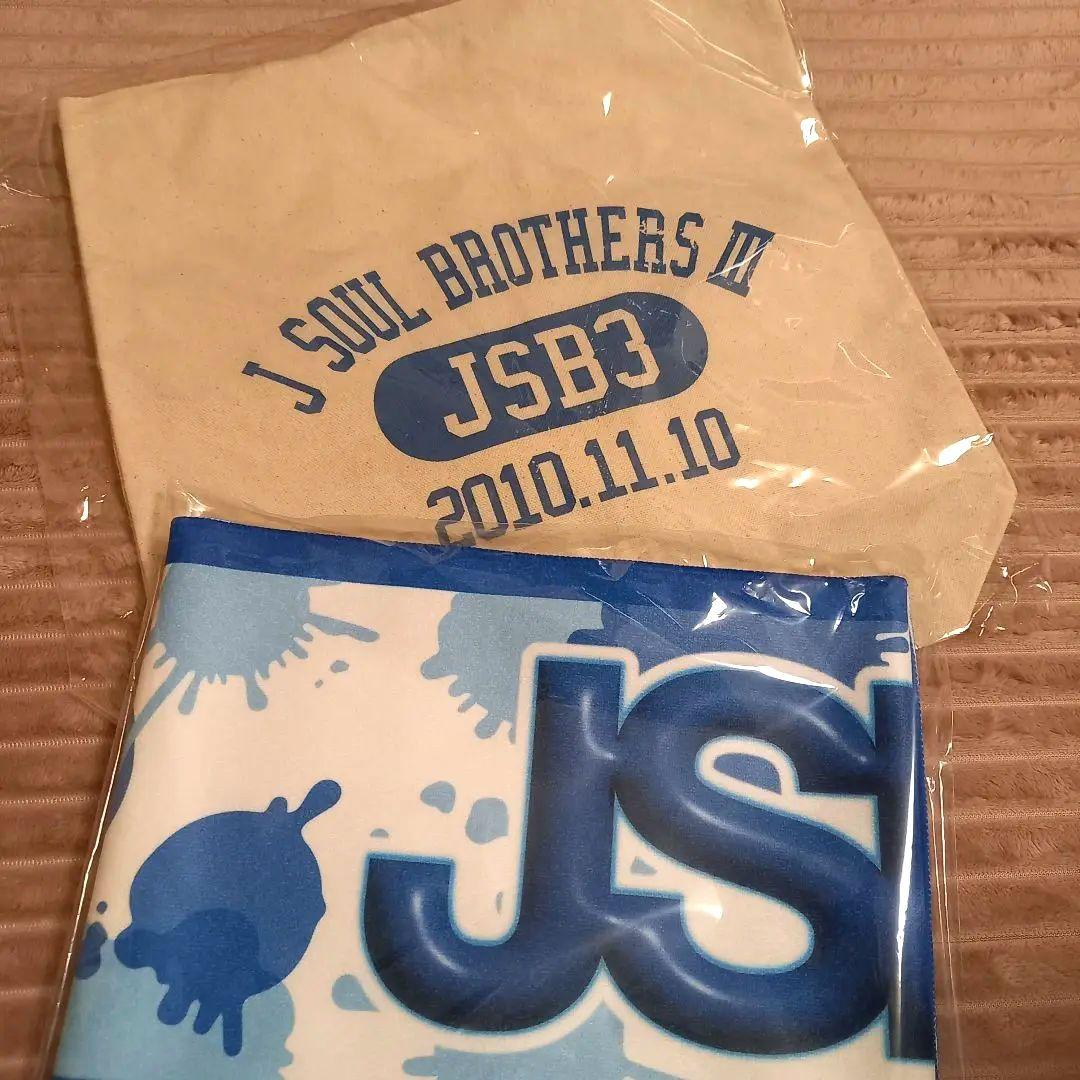 J SOUL BROTHERS III
JSB3
2010.11.10
JS